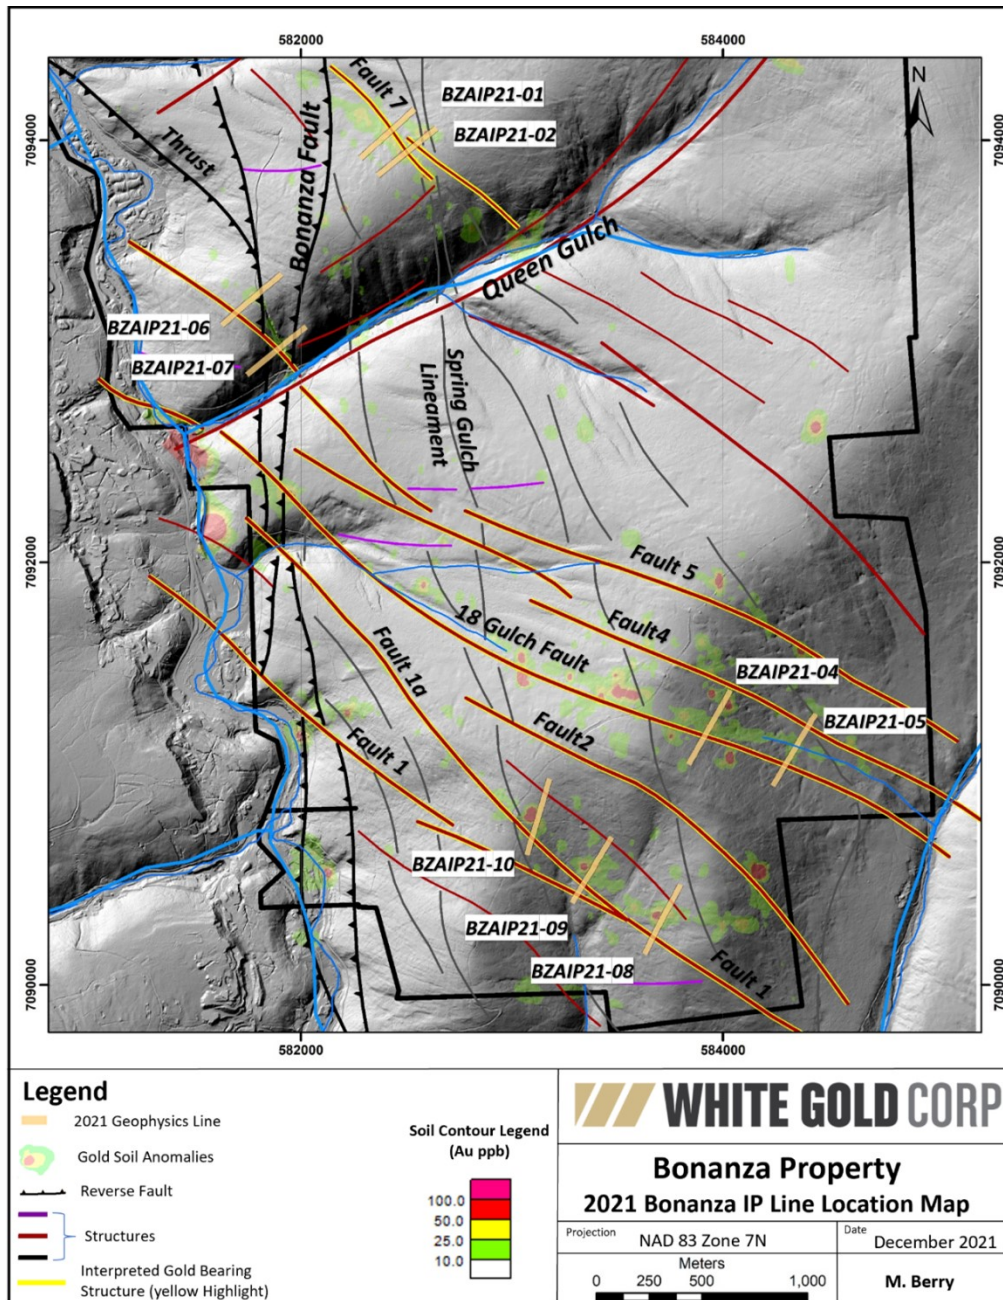 582000
584000
N
Fault 7
BZAIP21-01
BZAIP21-02
7094000
7094000
Thrust
Bonanza Fault
Queen Gulch
BZAIP21-06
BZAIP21-07
Spring Gulch
Lineament
7092000
7092000
Fault 5
Fault4
18 Gulch Fault
Fault 1a
BZAIP21-04
BZAIP21-05
Fault2
Fault 1
BZAIP21-10
BZAIP21-09
BZAIP21-08
Fault 1
7090000
7090000
582000
584000
Legend
2021 Geophysics Line
Gold Soil Anomalies
Reverse Fault
Structures
Interpreted Gold Bearing
Structure (yellow Highlight)
Soil Contour Legend
(Au ppb)
100.0
50.0
25.0
10.0
WHITE GOLD CORP
Bonanza Property
2021 Bonanza IP Line Location Map
Projection
NAD 83 Zone 7N
Date
December 2021
Meters
0 250 500 1,000
M. Berry